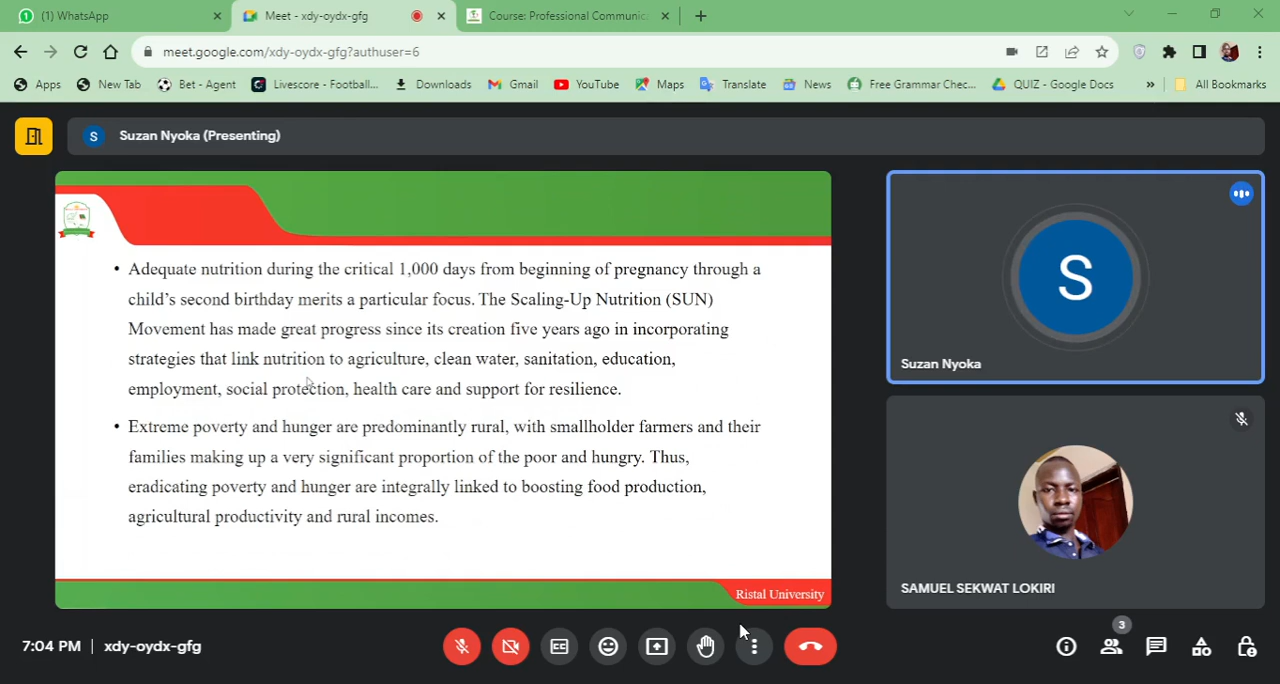 (1) WhatsApp
Meet - xdy-oydx-gfg
Course: Professional Communic
meet.google.com/xdy-oydx-gfg?authuser=6
Apps
New Tab
Bet - Agent
Livescore - Football...
Downloads
Gmail
YouTube
Maps
Translate
News
Free Grammar Chec...
QUIZ - Google Docs
»
All Bookmarks
S
Suzan Nyoka (Presenting)
• Adequate nutrition during the critical 1,000 days from beginning of pregnancy through a
child’s second birthday merits a particular focus. The Scaling-Up Nutrition (SUN)
Movement has made great progress since its creation five years ago in incorporating
strategies that link nutrition to agriculture, clean water, sanitation, education,
employment, social protection, health care and support for resilience.
• Extreme poverty and hunger are predominantly rural, with smallholder farmers and their
families making up a very significant proportion of the poor and hungry. Thus,
eradicating poverty and hunger are integrally linked to boosting food production,
agricultural productivity and rural incomes.
Ristal University
S
Suzan Nyoka
SAMUEL SEKWAT LOKIRI
7:04 PM | xdy-oydx-gfg
CC
3